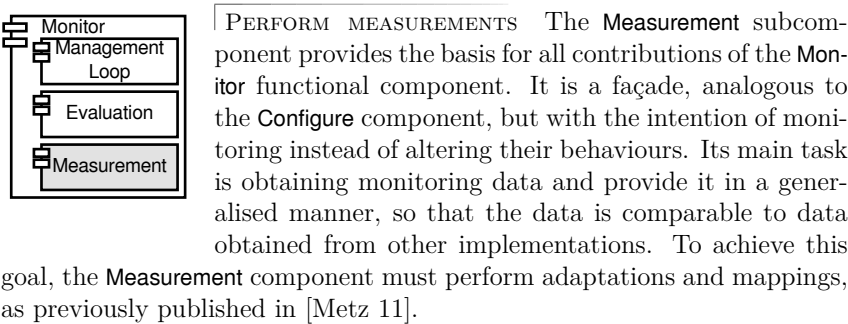 Monitor
Management
Loop
Evaluation
Measurement
PERFORM MEASUREMENTS The Measurement subcom-
ponent provides the basis for all contributions of the Mon-
itor functional component. It is a façade, analogous to
the Configure component, but with the intention of moni-
toring instead of altering their behaviours. Its main task
is obtaining monitoring data and provide it in a gener-
alised manner, so that the data is comparable to data
obtained from other implementations. To achieve this
goal, the Measurement component must perform adaptations and mappings,
as previously published in [Metz 11].